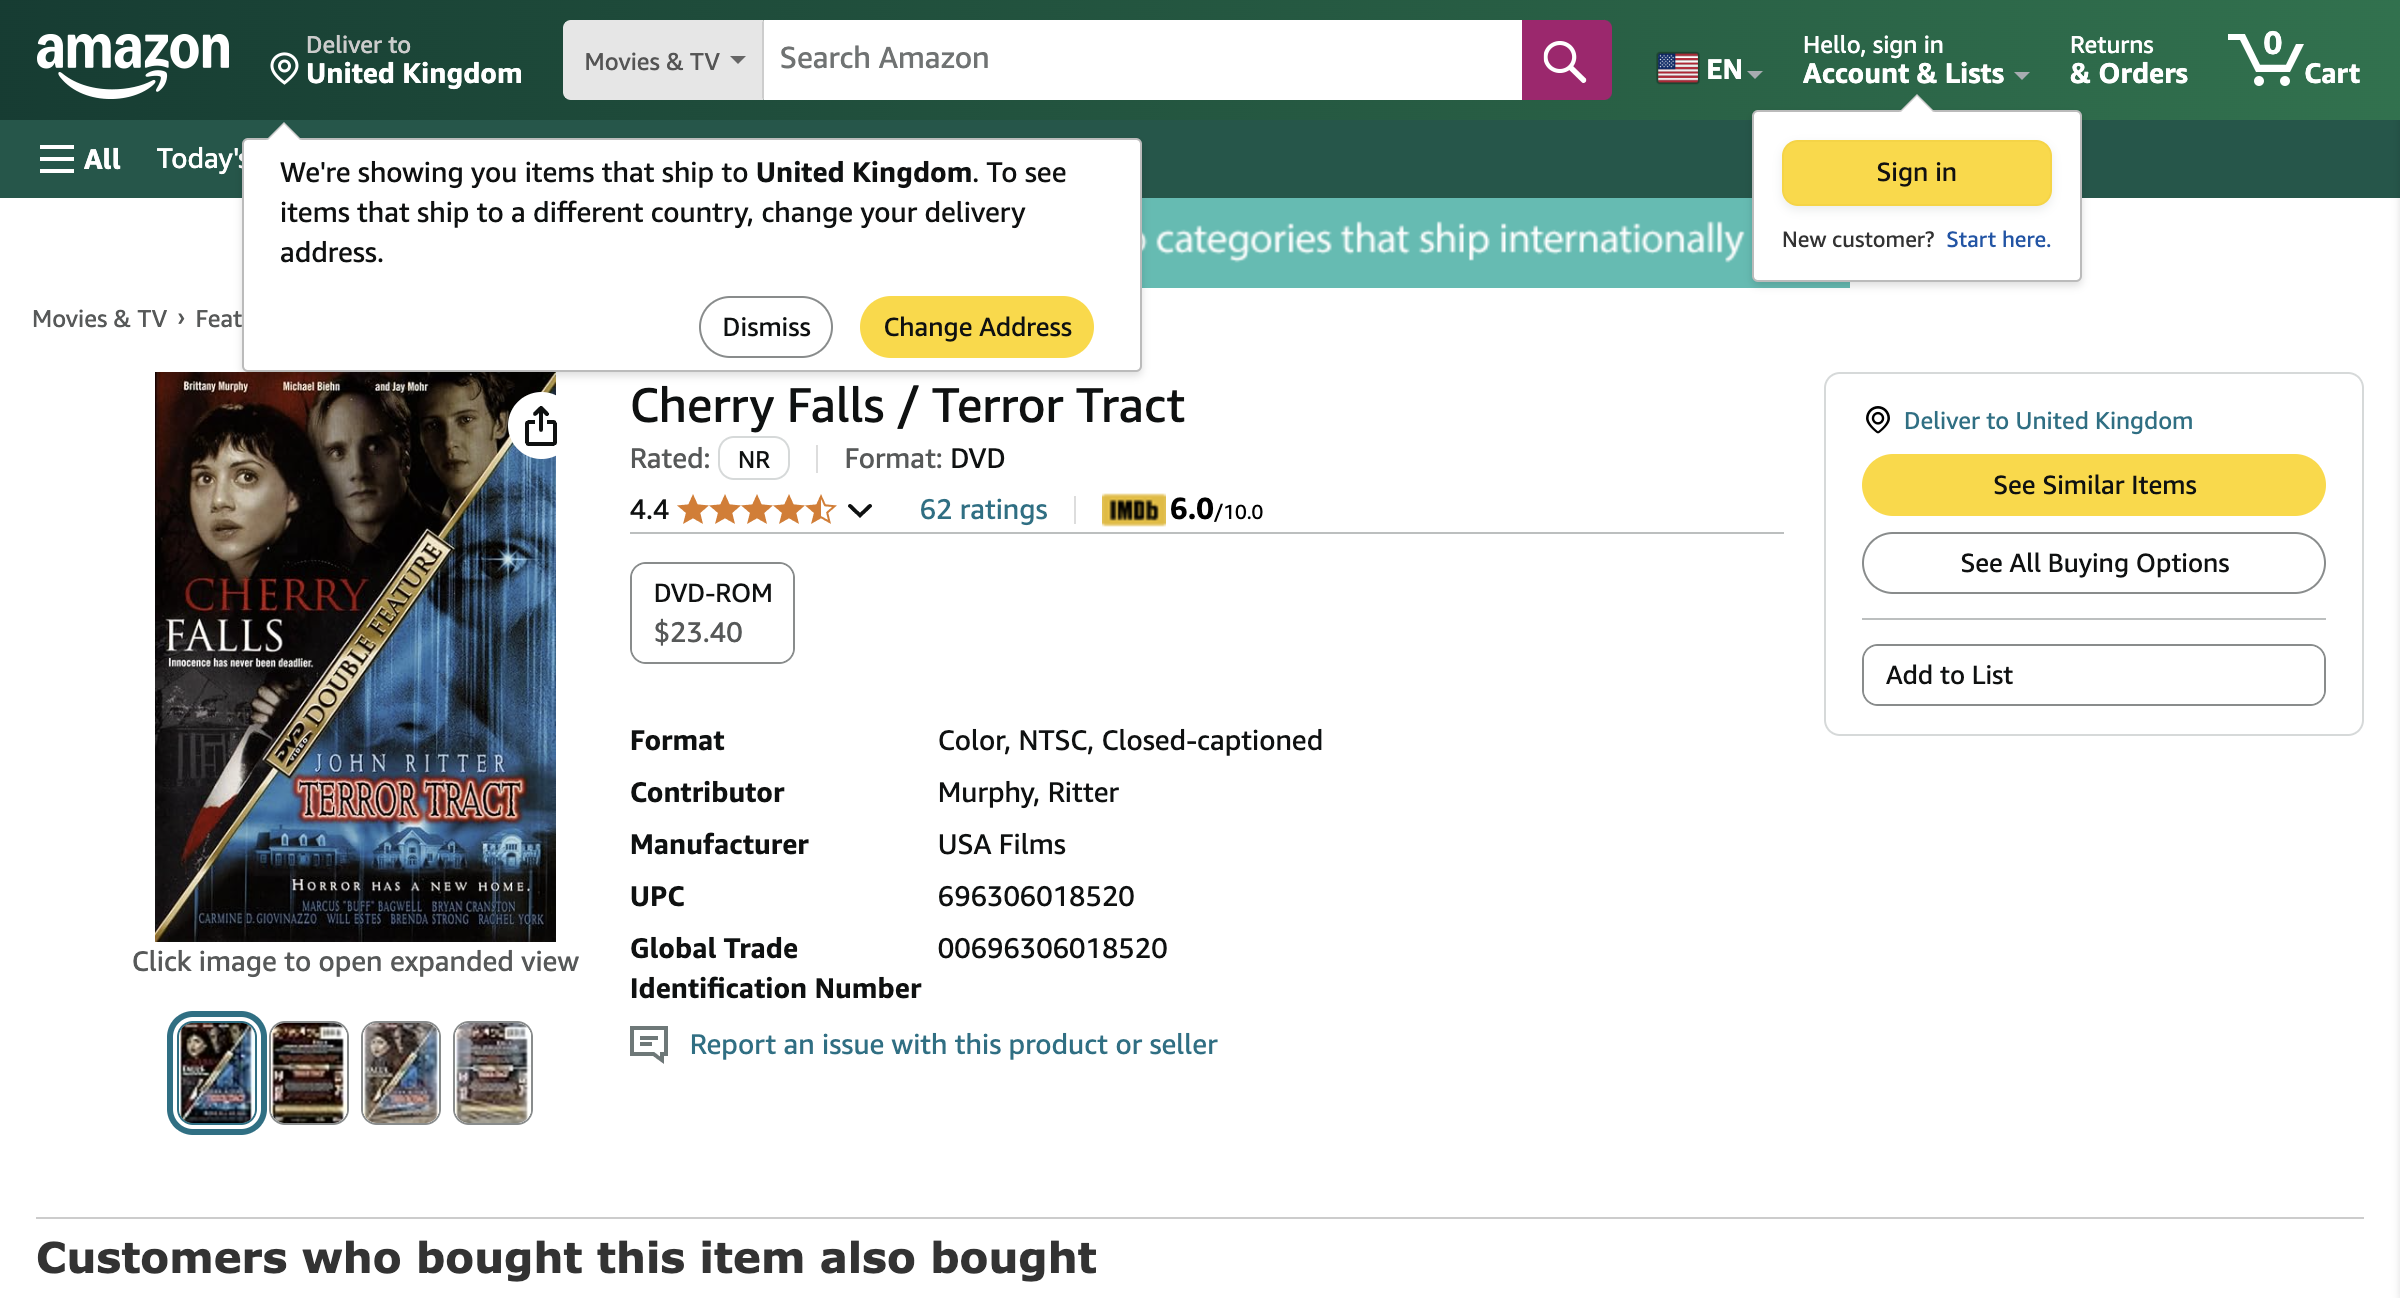 amazon
Deliver to
United Kingdom
Movies & TV
Search Amazon
EN
Hello, sign in
Account & Lists
Returns
& Orders
0
Cart
All
Today's
We're showing you items that ship to United Kingdom. To see
items that ship to a different country, change your delivery
address.
Dismiss
Change Address
categories that ship internationally
Sign in
New customer? Start here.
Movies & TV › Feat
Brittany Murphy Michael Biehn and Jay Mohr
CHERRY
FALLS
Innocence has never been deadlier.
DVD VIDEO DOUBLE FEATURE
JOHN RITTER
TERROR TRACT
HORROR HAS A NEW HOME.
MARCUS "BUFF" BAGWELL BRYAN CRANSTON
CARMINE D. GIOVINAZZO WILL ESTES BRENDA STRONG RACHEL YORK
Click image to open expanded view
Cherry Falls / Terror Tract
Rated: NR Format: DVD
4.4 62 ratings IMDb 6.0/10.0
DVD-ROM
$23.40
Format Color, NTSC, Closed-captioned
Contributor Murphy, Ritter
Manufacturer USA Films
UPC 696306018520
Global Trade 00696306018520
Identification Number
Report an issue with this product or seller
Deliver to United Kingdom
See Similar Items
See All Buying Options
Add to List
Customers who bought this item also bought